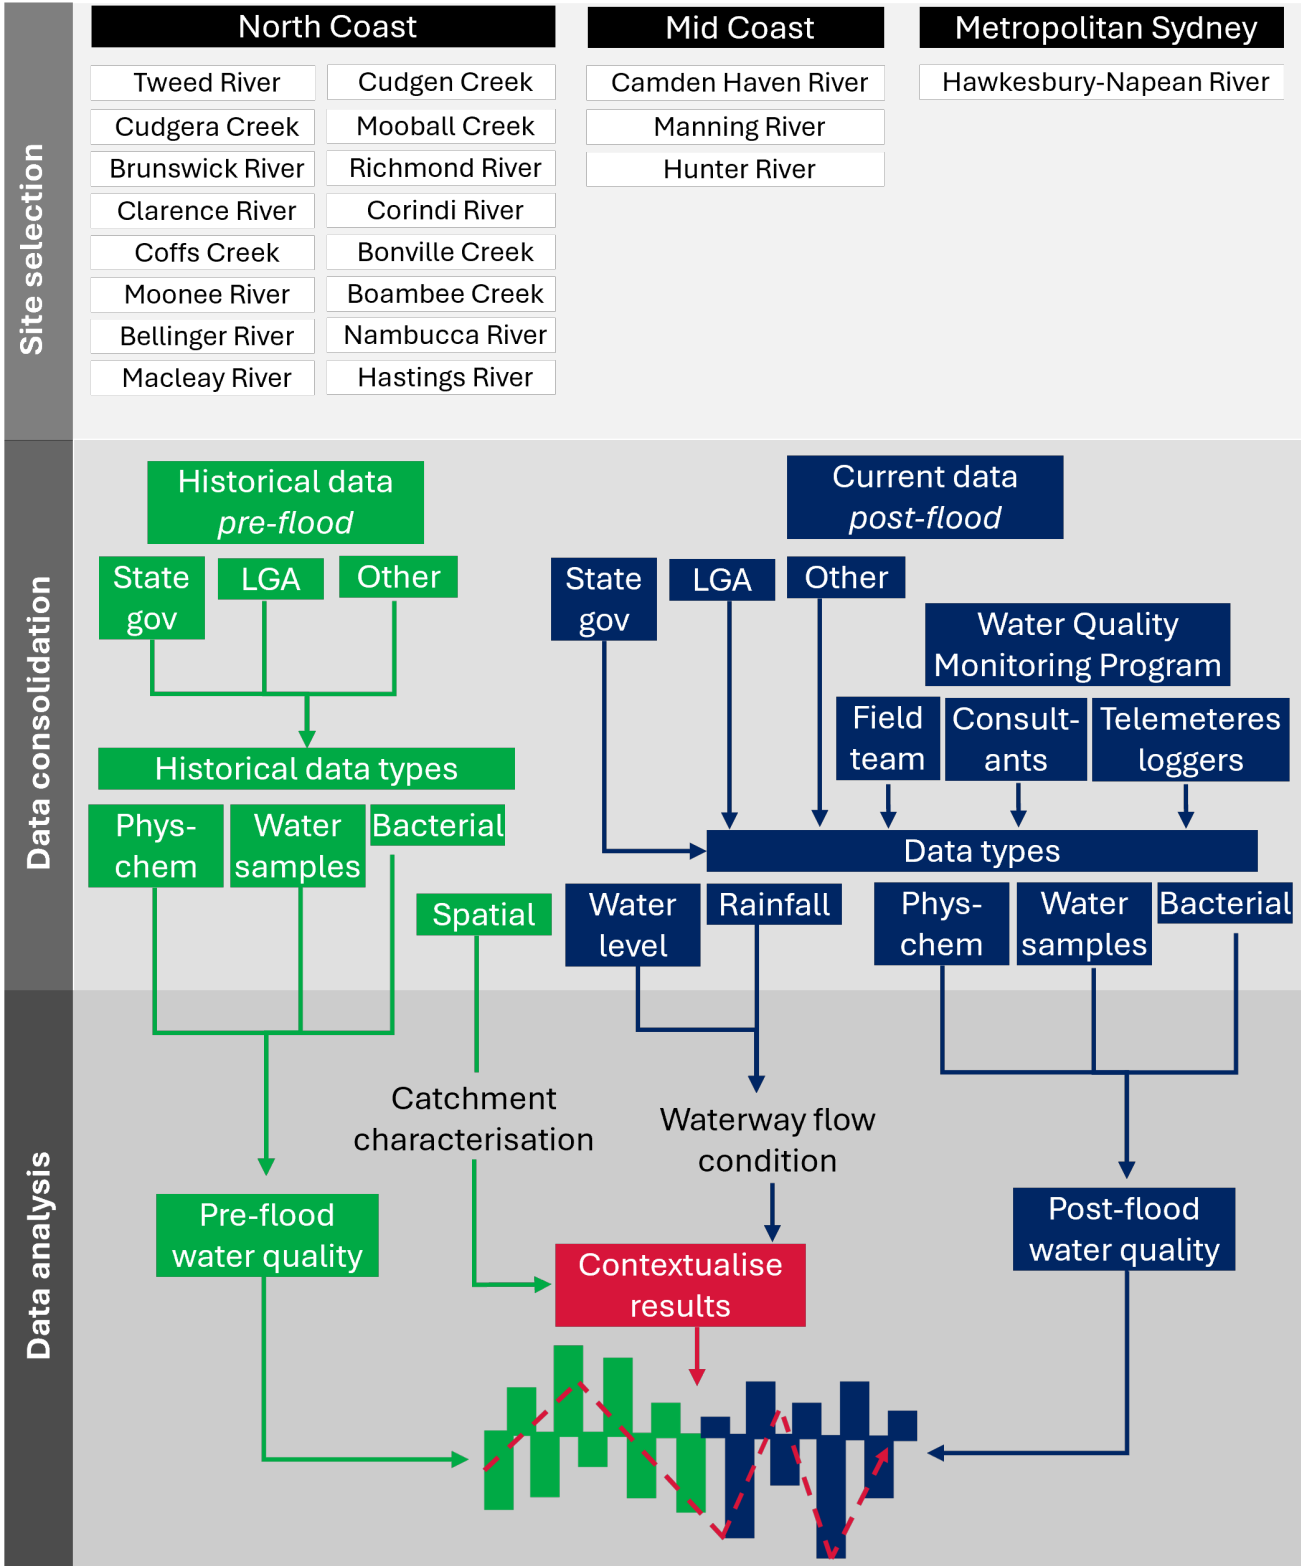 Site selection
North Coast
Tweed River
Cudgen Creek
Cudgera Creek
Mooball Creek
Brunswick River
Richmond River
Clarence River
Corindi River
Coffs Creek
Bonville Creek
Moonee River
Boambee Creek
Bellinger River
Nambucca River
Macleay River
Hastings River
Mid Coast
Camden Haven River
Manning River
Hunter River
Metropolitan Sydney
Hawkesbury-Napean River
Data consolidation
Historical data
pre-flood
State
gov
LGA
Other
Historical data types
Phys-
chem
Water
samples
Bacterial
Spatial
Current data
post-flood
State
gov
LGA
Other
Water Quality
Monitoring Program
Field
team
Consult-
ants
Telemeteres
loggers
Data types
Water
level
Rainfall
Phys-
chem
Water
samples
Bacterial
Data analysis
Catchment
characterisation
Waterway flow
condition
Pre-flood
water quality
Contextualise
results
Post-flood
water quality